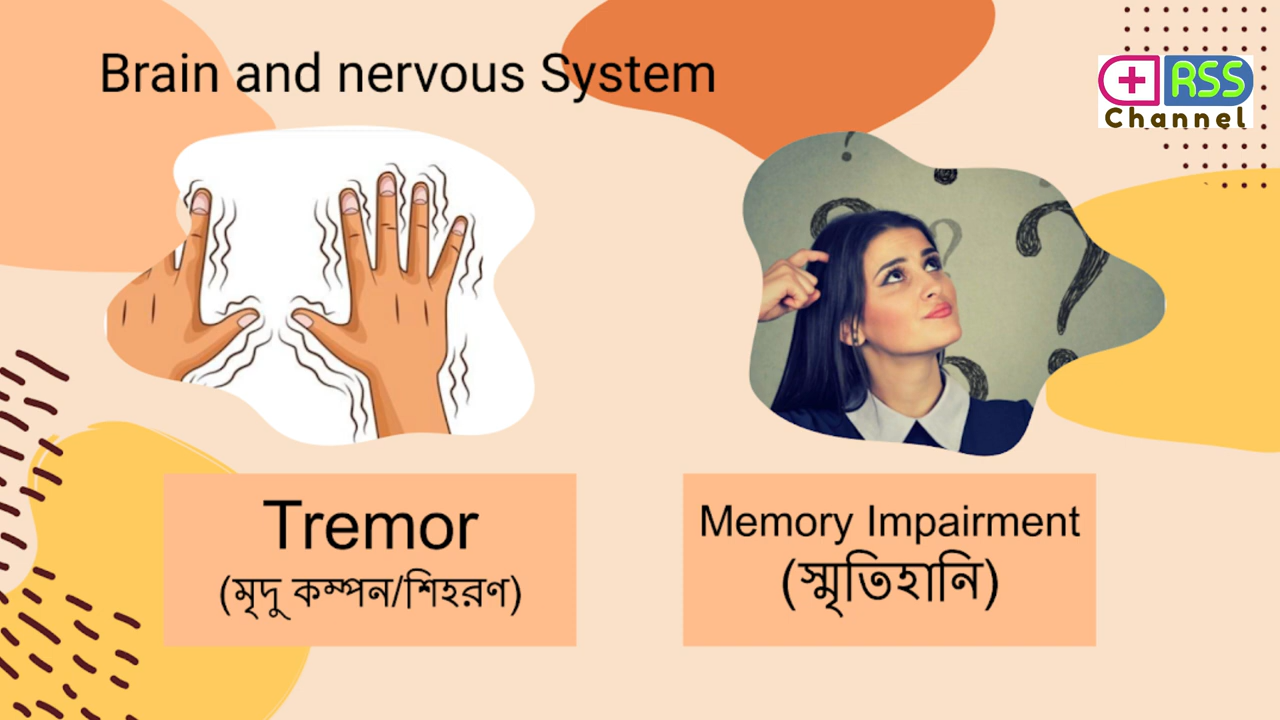 Brain and nervous System
RSS
Channel
Tremor
(মৃদু কম্পন/শিহরণ)
Memory Impairment
(স্মৃতিহানি)